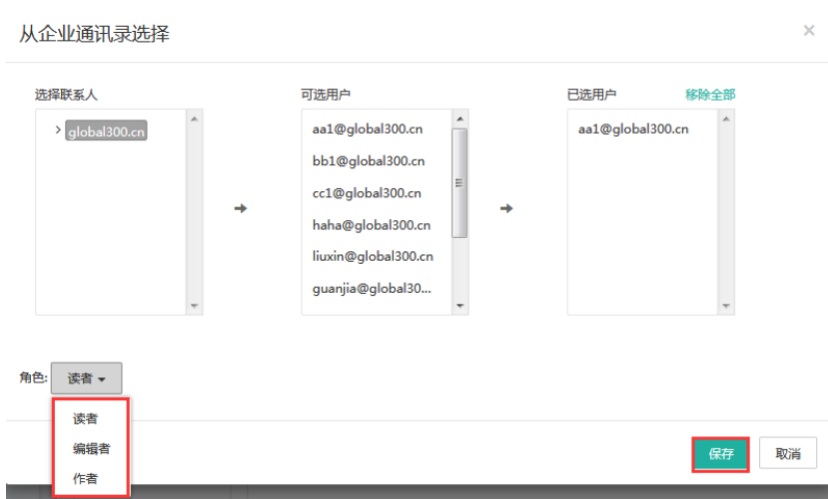 从企业通讯录选择
×
选择联系人
可选用户
已选用户 移除全部
global300.cn
aa1@global300.cn
bb1@global300.cn
cc1@global300.cn
haha@global300.cn
liuxin@global300.cn
guanjia@global30...
aa1@global300.cn
角色: 读者
读者
编辑者
作者
保存 取消